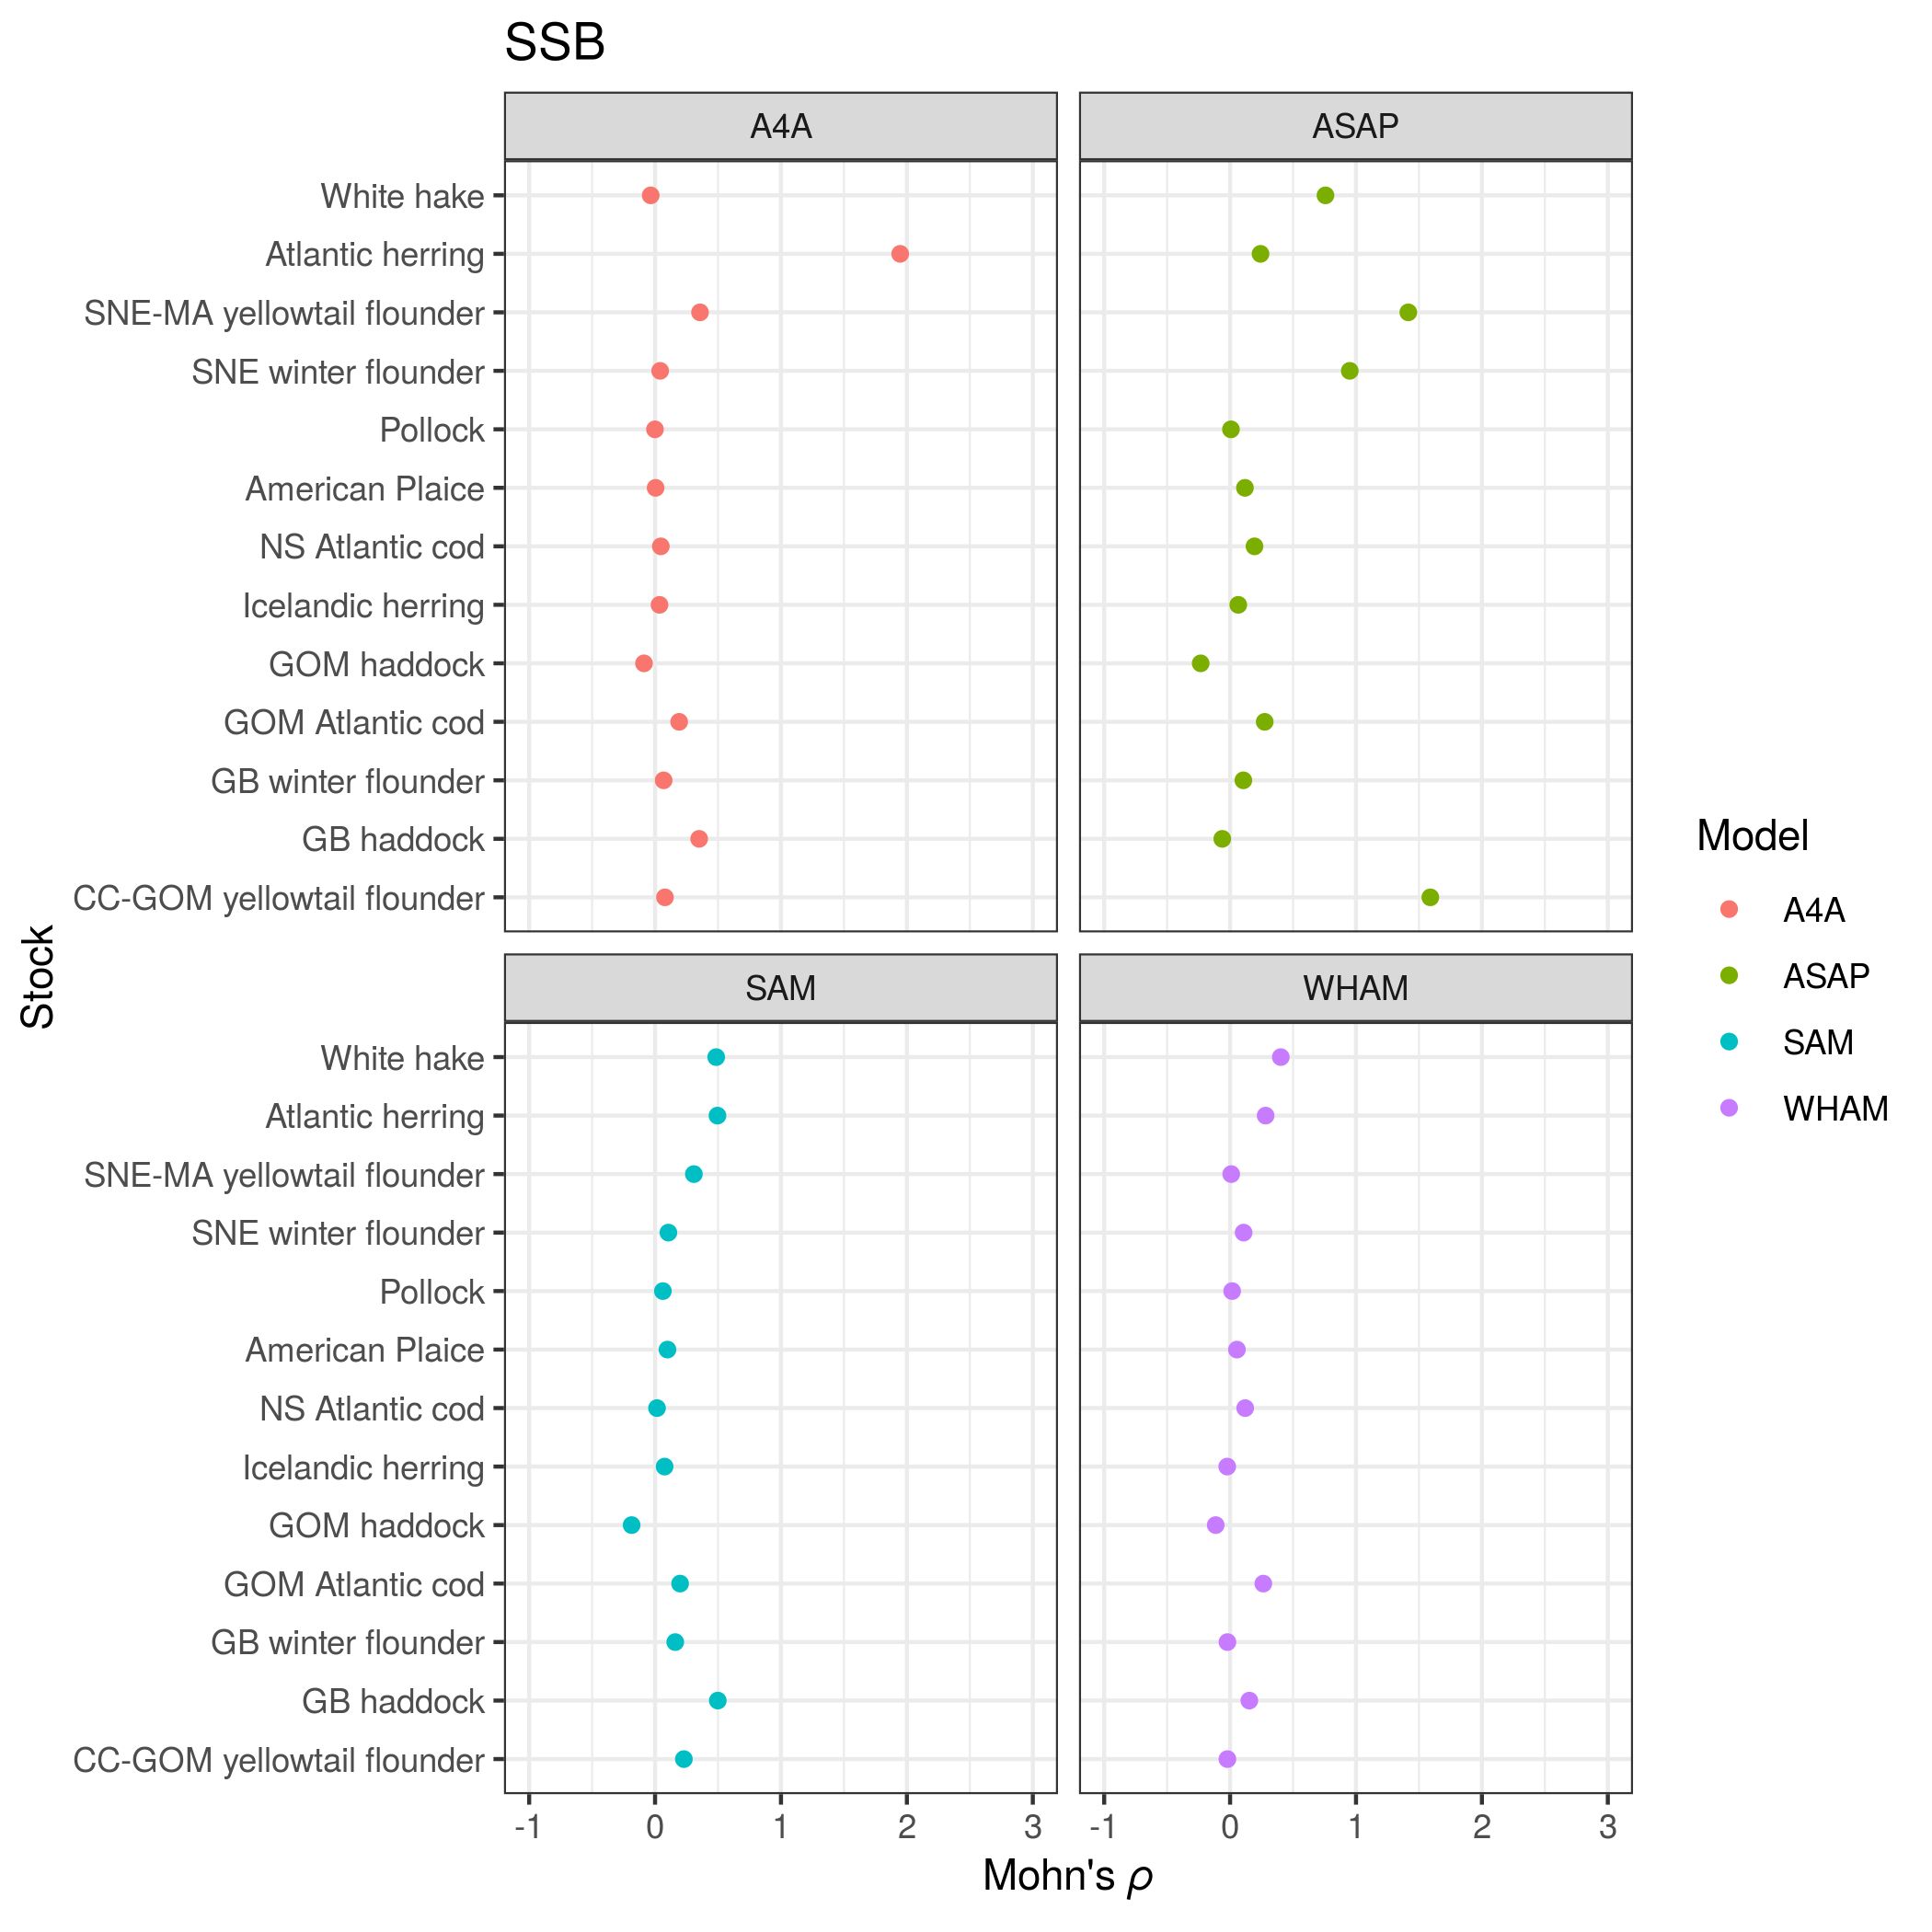 SSB
A4A
ASAP
White hake
Atlantic herring
SNE-MA yellowtail flounder
SNE winter flounder
Pollock
American Plaice
NS Atlantic cod
Icelandic herring
GOM haddock
GOM Atlantic cod
GB winter flounder
GB haddock
CC-GOM yellowtail flounder
SAM
WHAM
White hake
Atlantic herring
SNE-MA yellowtail flounder
SNE winter flounder
Pollock
American Plaice
NS Atlantic cod
Icelandic herring
GOM haddock
GOM Atlantic cod
GB winter flounder
GB haddock
CC-GOM yellowtail flounder
-1 0 1 2 3
-1 0 1 2 3
Mohn's ρ
Stock
Model
A4A
ASAP
SAM
WHAM